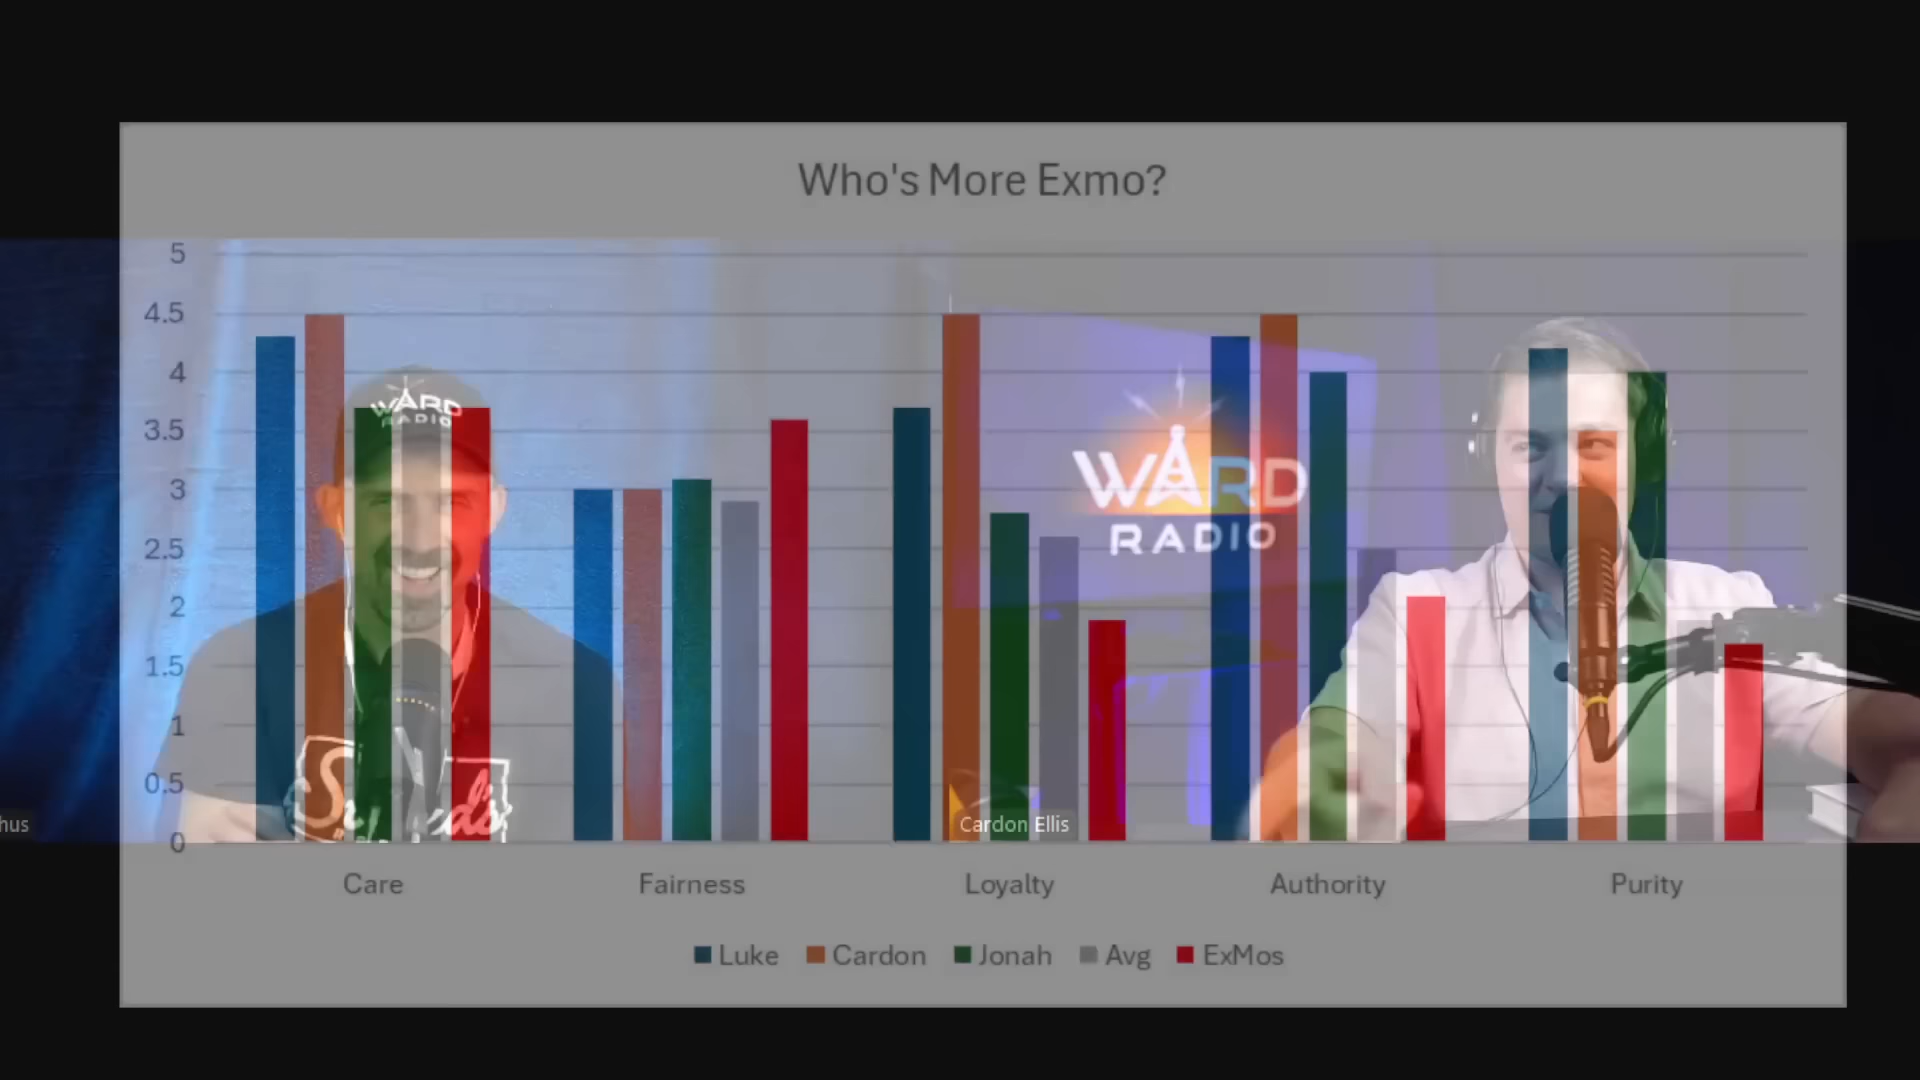 Who's More Exmo?
5
4.5
4
3.5
3
2.5
2
1.5
1
0.5
0
WARD
RADIO
WARD
RADIO
hus
Cardon Ellis
Care Fairness Loyalty Authority Purity
Luke Cardon Jonah Avg ExMos